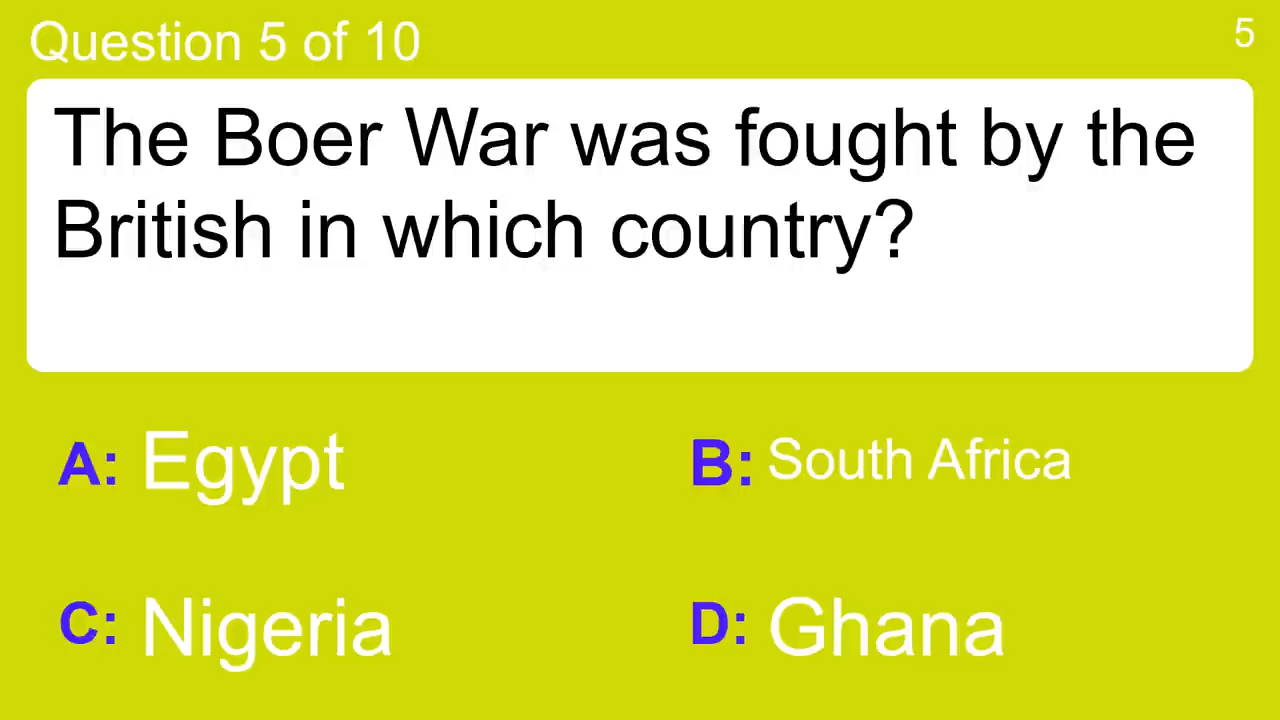 Question 5 of 10
5
The Boer War was fought by the
British in which country?
A: Egypt
B: South Africa
C: Nigeria
D: Ghana